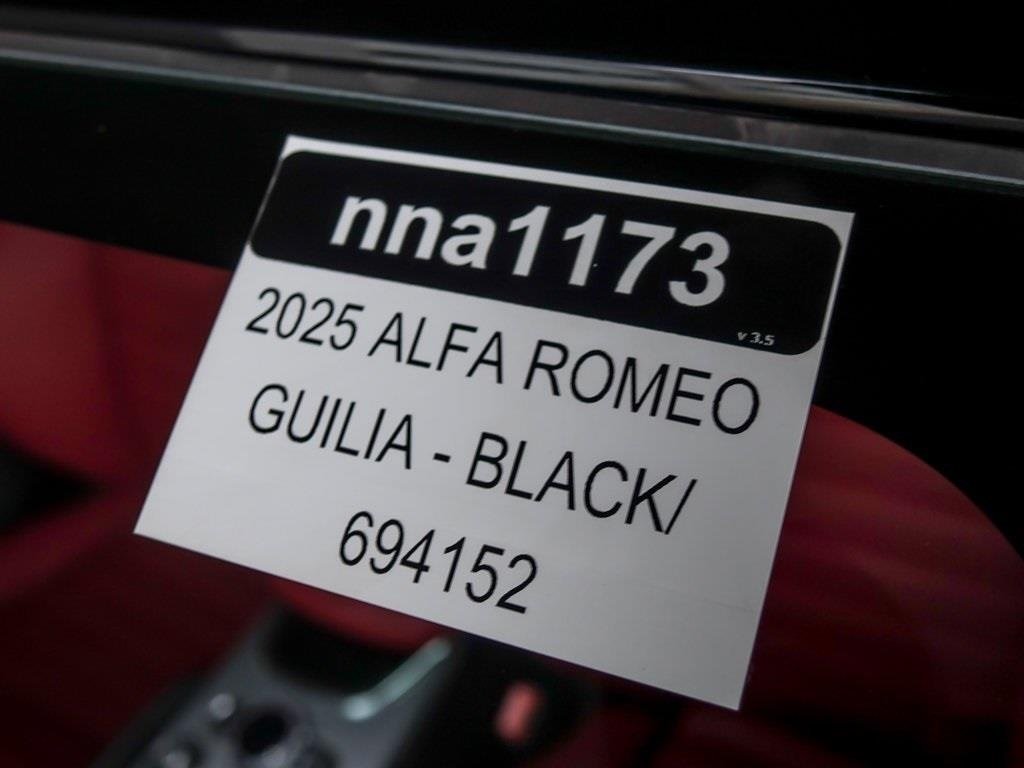 nna1173
v 3.5
2025 ALFA ROMEO
GUILIA - BLACK/
694152